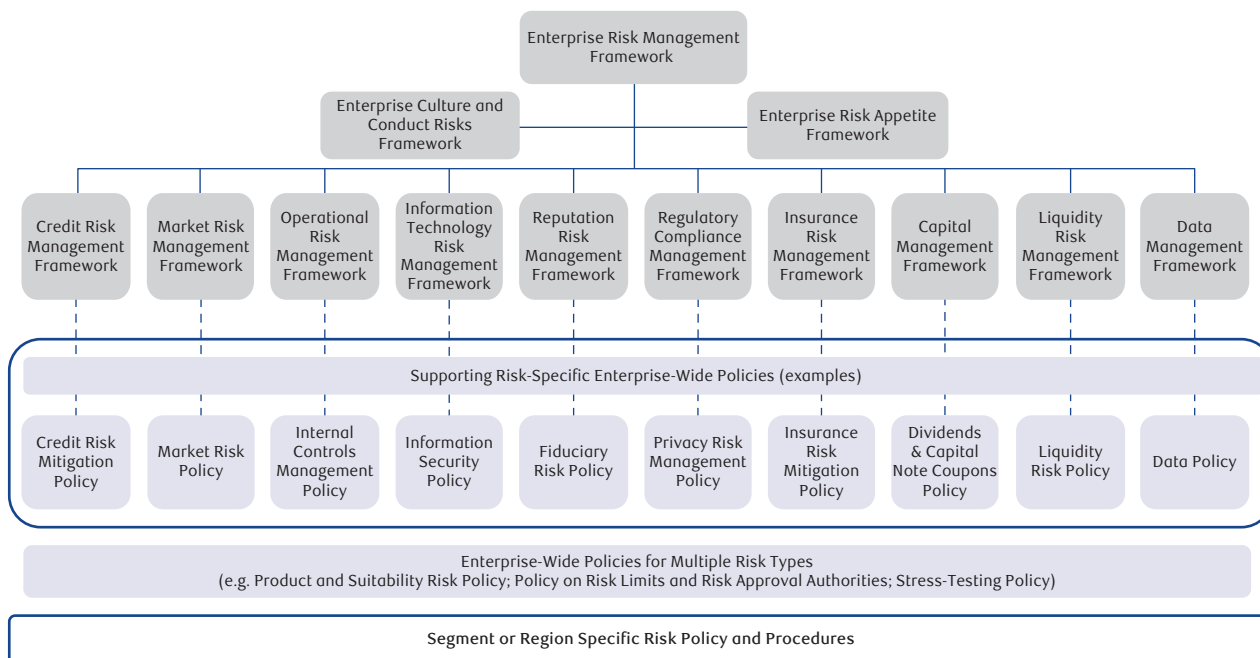 Enterprise Risk Management
Framework
Enterprise Culture and
Conduct Risks
Framework
Enterprise Risk Appetite
Framework
Credit Risk
Management
Framework
Market Risk
Management
Framework
Operational
Risk
Management
Framework
Information
Technology
Risk
Management
Framework
Reputation
Risk
Management
Framework
Regulatory
Compliance
Management
Framework
Insurance
Risk
Management
Framework
Capital
Management
Framework
Liquidity
Risk
Management
Framework
Data
Management
Framework
Supporting Risk-Specific Enterprise-Wide Policies (examples)
Credit Risk
Mitigation
Policy
Market Risk
Policy
Internal
Controls
Management
Policy
Information
Security
Policy
Fiduciary
Risk Policy
Privacy Risk
Management
Policy
Insurance
Risk
Mitigation
Policy
Dividends
& Capital
Note Coupons
Policy
Liquidity
Risk Policy
Data Policy
Enterprise-Wide Policies for Multiple Risk Types
(e.g. Product and Suitability Risk Policy; Policy on Risk Limits and Risk Approval Authorities; Stress-Testing Policy)
Segment or Region Specific Risk Policy and Procedures